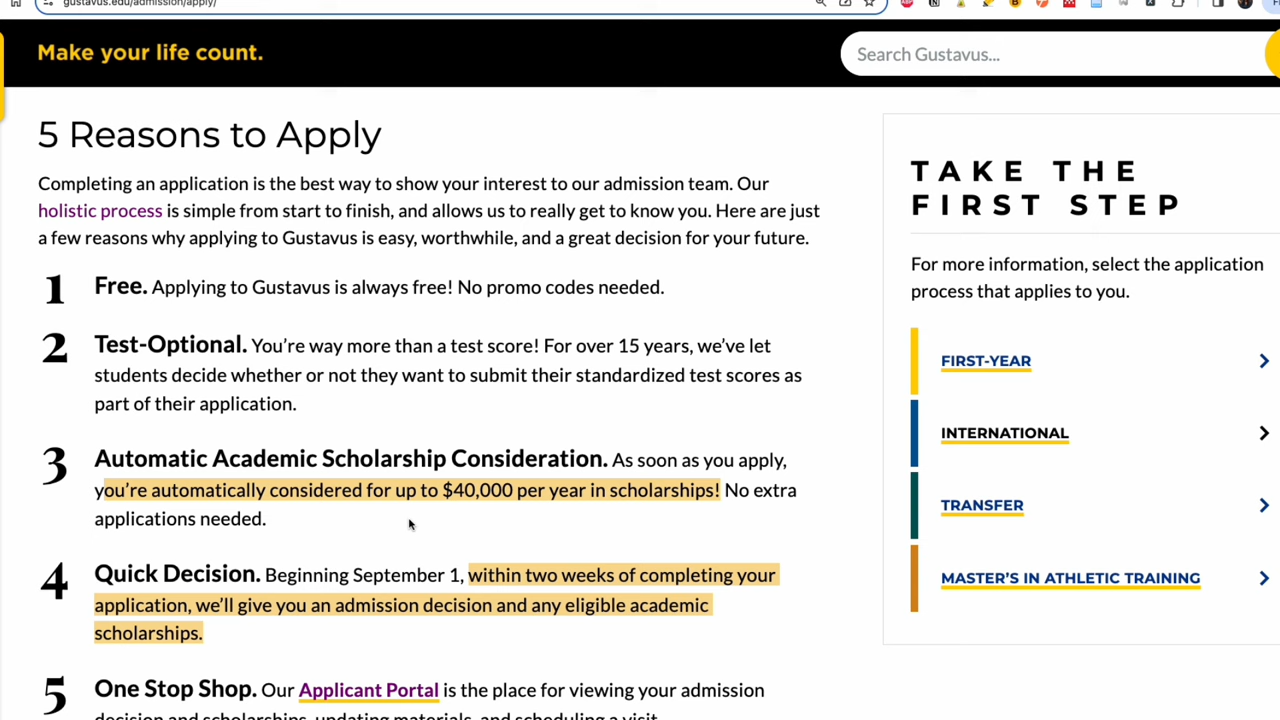 gustavus.edu/admission/apply/
Make your life count.
Search Gustavus...
5 Reasons to Apply
Completing an application is the best way to show your interest to our admission team. Our
holistic process is simple from start to finish, and allows us to really get to know you. Here are just
a few reasons why applying to Gustavus is easy, worthwhile, and a great decision for your future.
1 Free. Applying to Gustavus is always free! No promo codes needed.
2 Test-Optional. You're way more than a test score! For over 15 years, we've let
students decide whether or not they want to submit their standardized test scores as
part of their application.
3 Automatic Academic Scholarship Consideration. As soon as you apply,
you're automatically considered for up to $40,000 per year in scholarships! No extra
applications needed.
4 Quick Decision. Beginning September 1, within two weeks of completing your
application, we'll give you an admission decision and any eligible academic
scholarships.
5 One Stop Shop. Our Applicant Portal is the place for viewing your admission
decision and scholarships, updating materials, and scheduling a visit.
TAKE THE
FIRST STEP
For more information, select the application
process that applies to you.
FIRST-YEAR
INTERNATIONAL
TRANSFER
MASTER'S IN ATHLETIC TRAINING